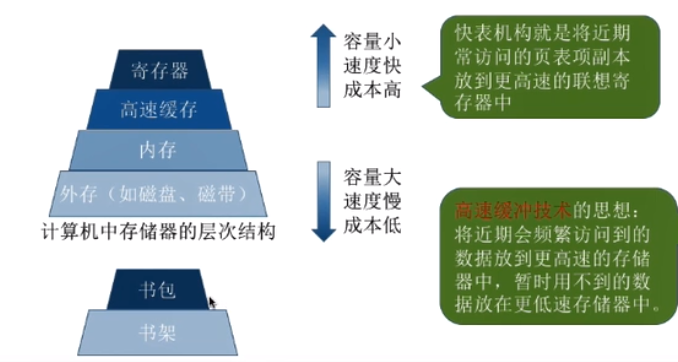 寄存器
高速缓存
内存
外存（如磁盘、磁带）
计算机中存储器的层次结构
书包
书架
容量小
速度快
成本高
容量大
速度慢
成本低
快表机构就是将近期
常访问的页表项副本
放到更高速的联想寄
存器中
高速缓冲技术的思想：
将近期会频繁访问到的
数据放到更高速的存储
器中，暂时用不到的数
据放在更低速存储器中。